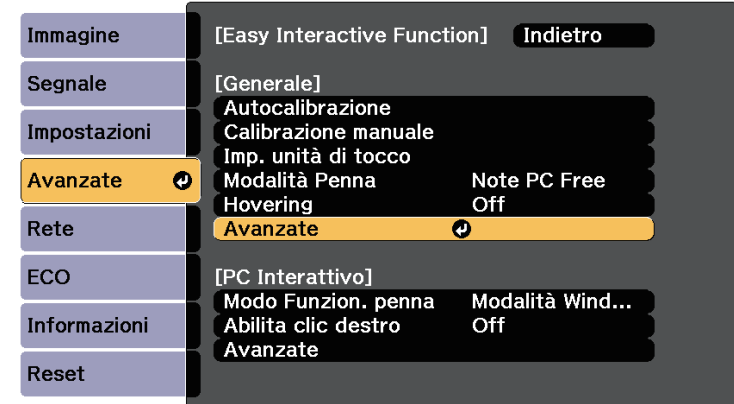 Immagine
Segnale
Impostazioni
Avanzate
Rete
ECO
Informazioni
Reset
[Easy Interactive Function] Indietro
[Generale]
Autocalibrazione
Calibrazione manuale
Imp. unità di tocco
Modalità Penna Note PC Free
Hovering Off
Avanzate
[PC Interattivo]
Modo Funzion. penna Modalità Wind...
Abilita clic destro Off
Avanzate